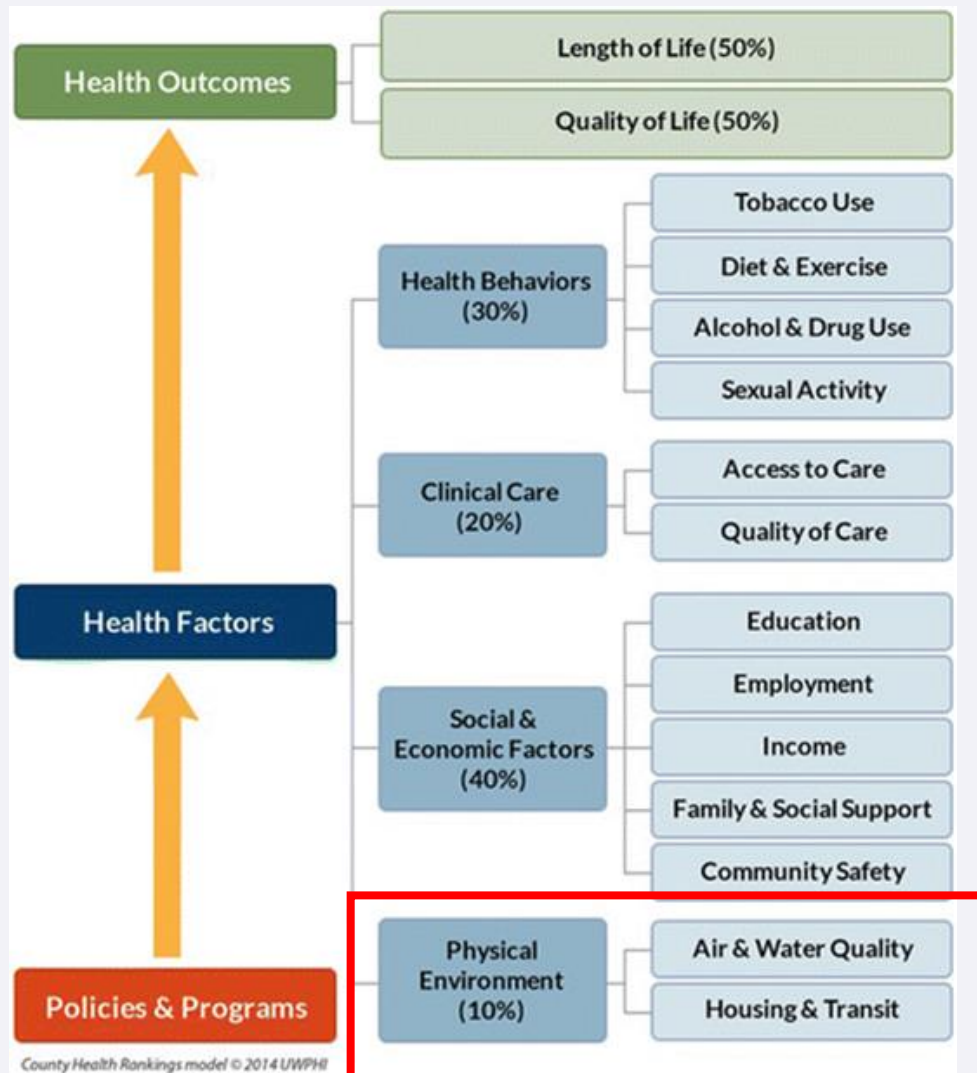 Health Outcomes
Length of Life (50%)
Quality of Life (50%)
Health Behaviors
(30%)
Tobacco Use
Diet & Exercise
Alcohol & Drug Use
Sexual Activity
Clinical Care
(20%)
Access to Care
Quality of Care
Health Factors
Social &
Economic Factors
(40%)
Education
Employment
Income
Family & Social Support
Community Safety
Physical
Environment
(10%)
Air & Water Quality
Housing & Transit
Policies & Programs
County Health Rankings model © 2014 UWPHI